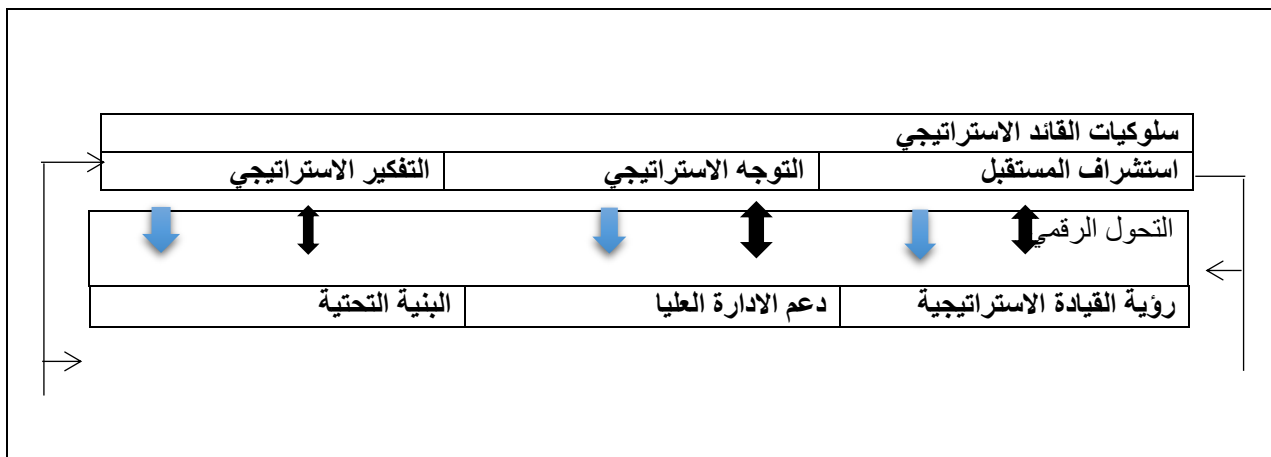 سلوكيات القائد الاستراتيجي
استشراف المستقبل
التوجه الاستراتيجي
التفكير الاستراتيجي
التحول الرقمي
رؤية القيادة الاستراتيجية
دعم الادارة العليا
البنية التحتية